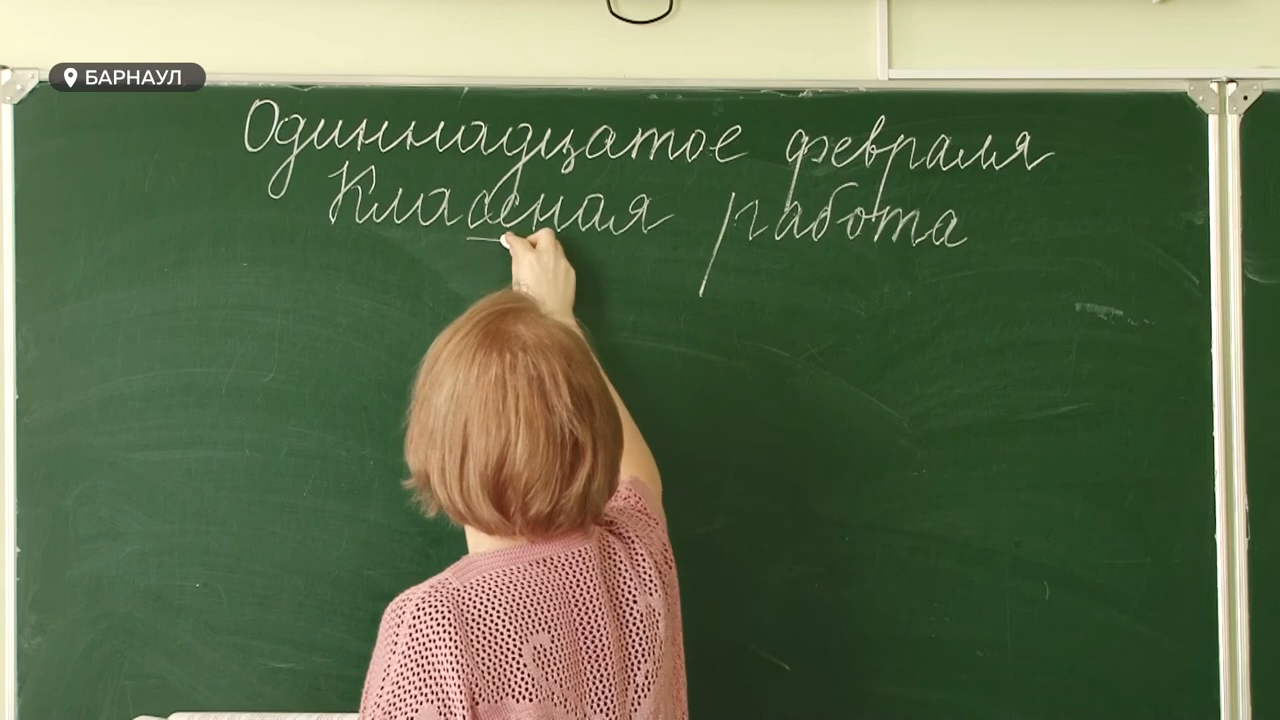 БАРНАУЛ
Одиннадцатое февраля
Классная работа